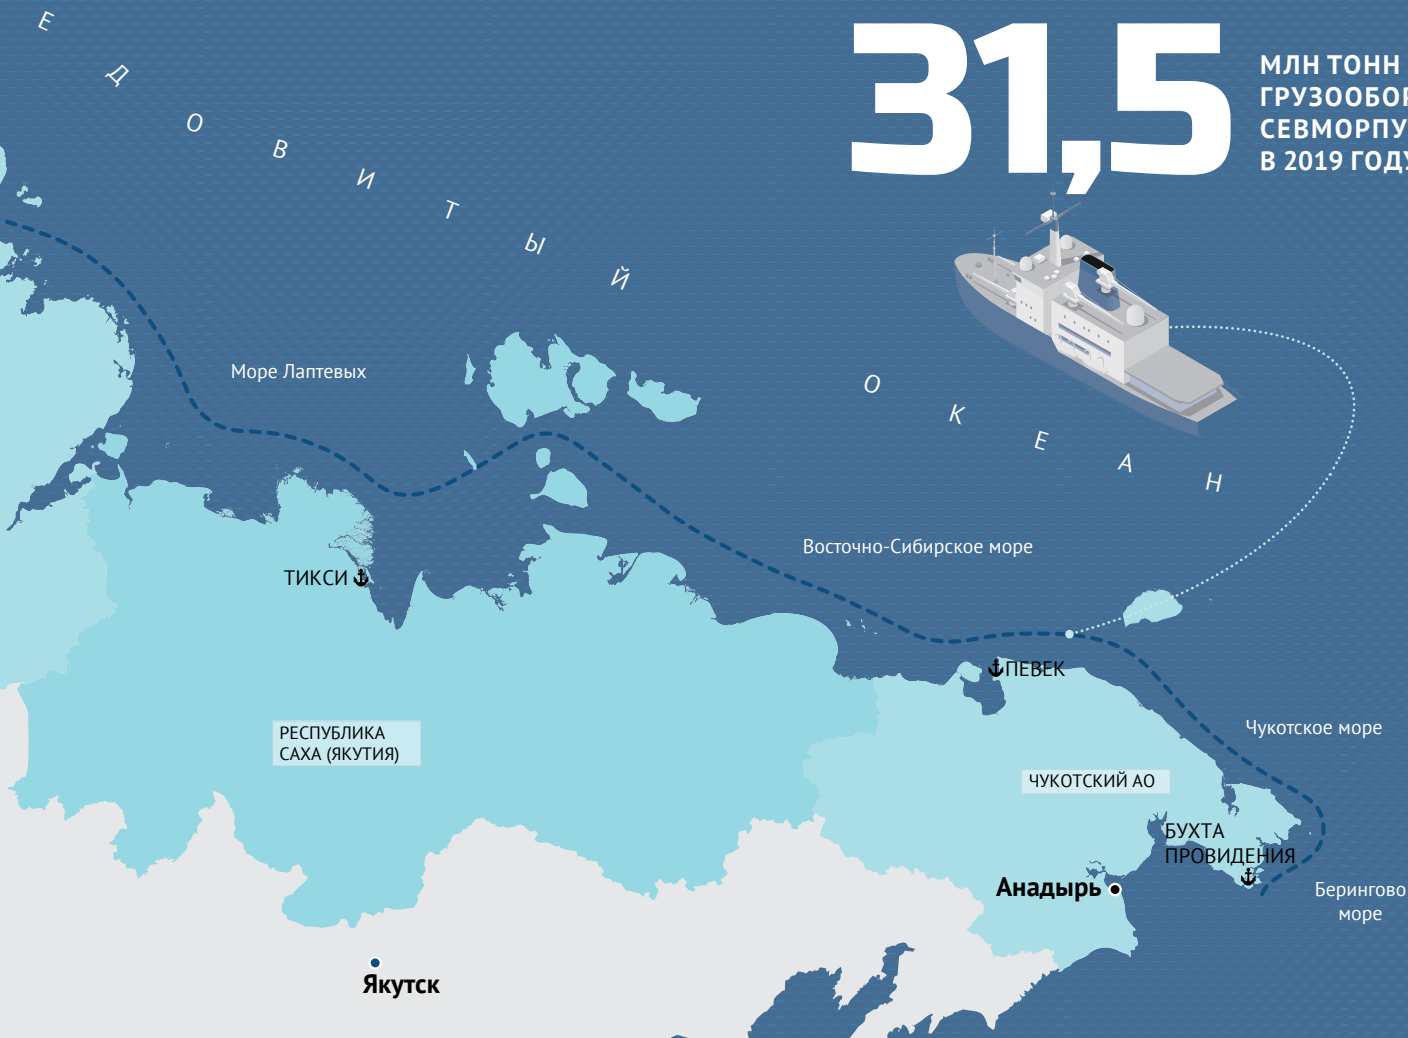 31,5
МЛН ТОНН
СЕВМОРПУ
В 2019 ГОДУ
Е Д О В И Т Ы Й
О К Е А Н
Море Лаптевых
Восточно-Сибирское море
ТИКСИ
ПЕВЕК
РЕСПУБЛИКА
САХА (ЯКУТИЯ)
Чукотское море
ЧУКОТСКИЙ АО
БУХТА
ПРОВИДЕНИЯ
Анадырь
Берингово
море
Якутск